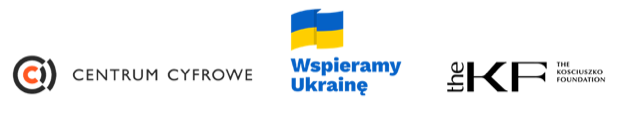 CENTRUM CYFROWE
Wspieramy
Ukrainę
the KF
THE
KOSCIUSZKO
FOUNDATION